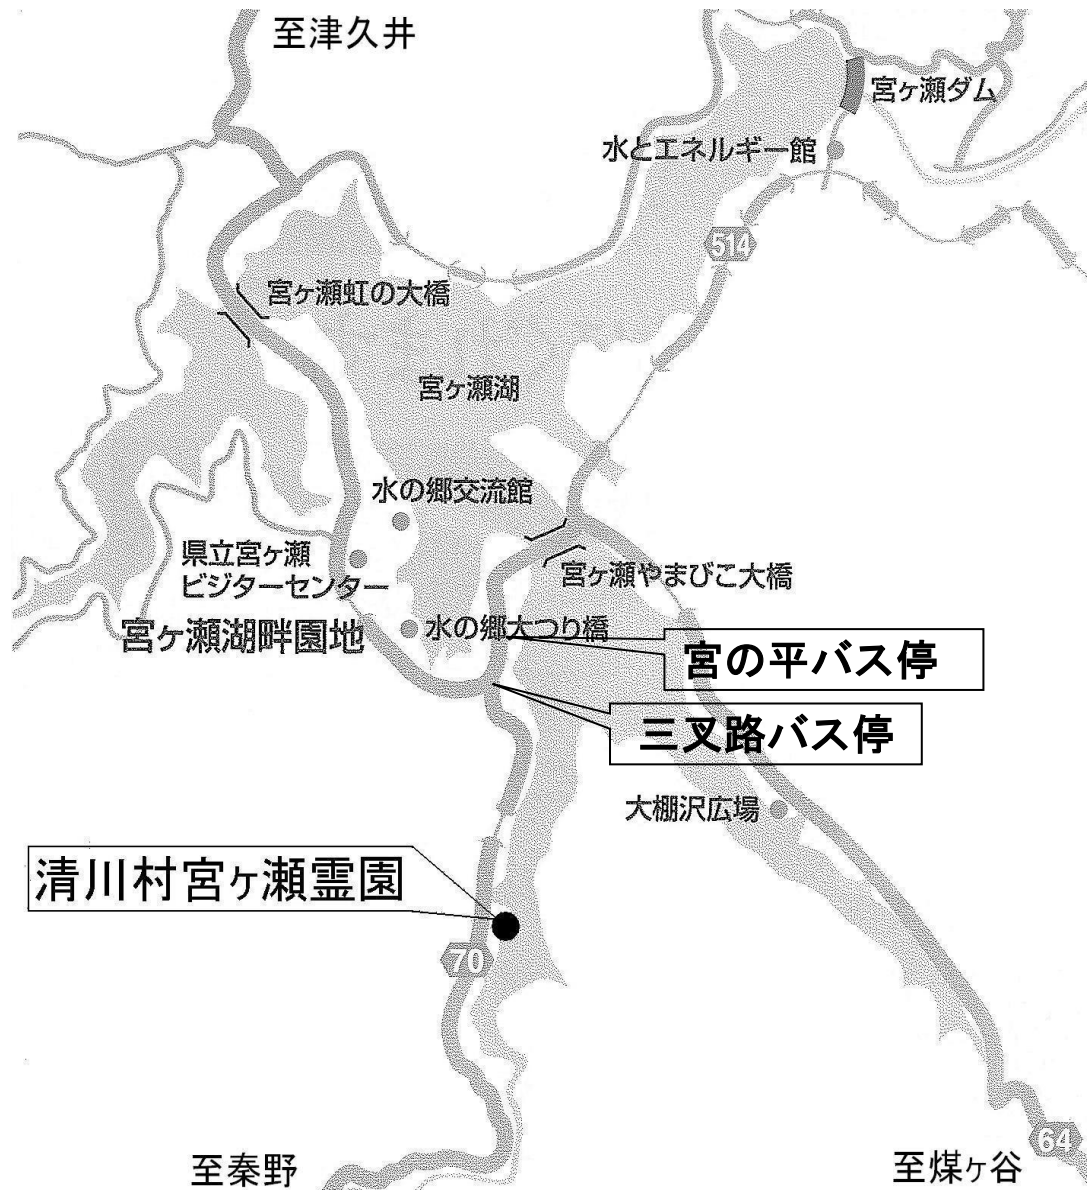 至津久井
宮ヶ瀬ダム
水とエネルギー館
514
宮ヶ瀬虹の大橋
宮ヶ瀬湖
水の郷交流館
県立宮ヶ瀬
ビジターセンター
宮ヶ瀬やまびこ大橋
宮ヶ瀬湖畔園地
水の郷大つり橋
宮の平バス停
三叉路バス停
大棚沢広場
清川村宮ヶ瀬霊園
70
64
至秦野
至煤ヶ谷